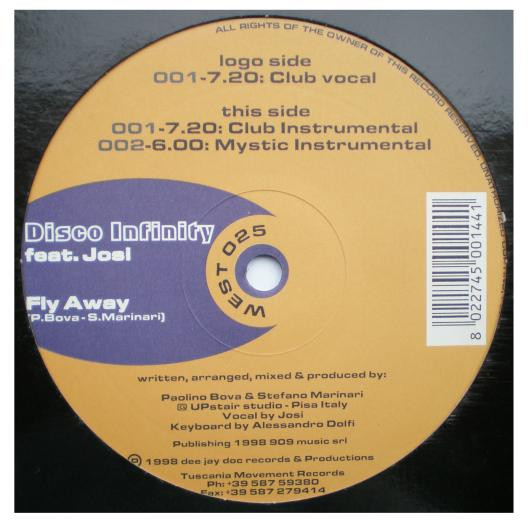 ALL RIGHTS OF THE OWNER OF THIS RECORD RESERVED. UNATHORIZED
logo side
001-7.20: Club vocal
this side
001-7.20: Club Instrumental
002-6.00: Mystic Instrumental
Disco Infinity
feat. Josi
WEST 025
Fly Away
(P.Bova - S.Marinari)
8 022745 001441
written, arranged, mixed & produced by:
Paolino Bova & Stefano Marinari
@ UPstair studio - Pisa Italy
Vocal by Josi
Keyboard by Alessandro Dolfi
Publishing 1998 909 music srl
℗ 1998 dee jay doc records & Productions
Tuscania Movement Records
Ph: +39 587 59380
Fax: +39 587 279414